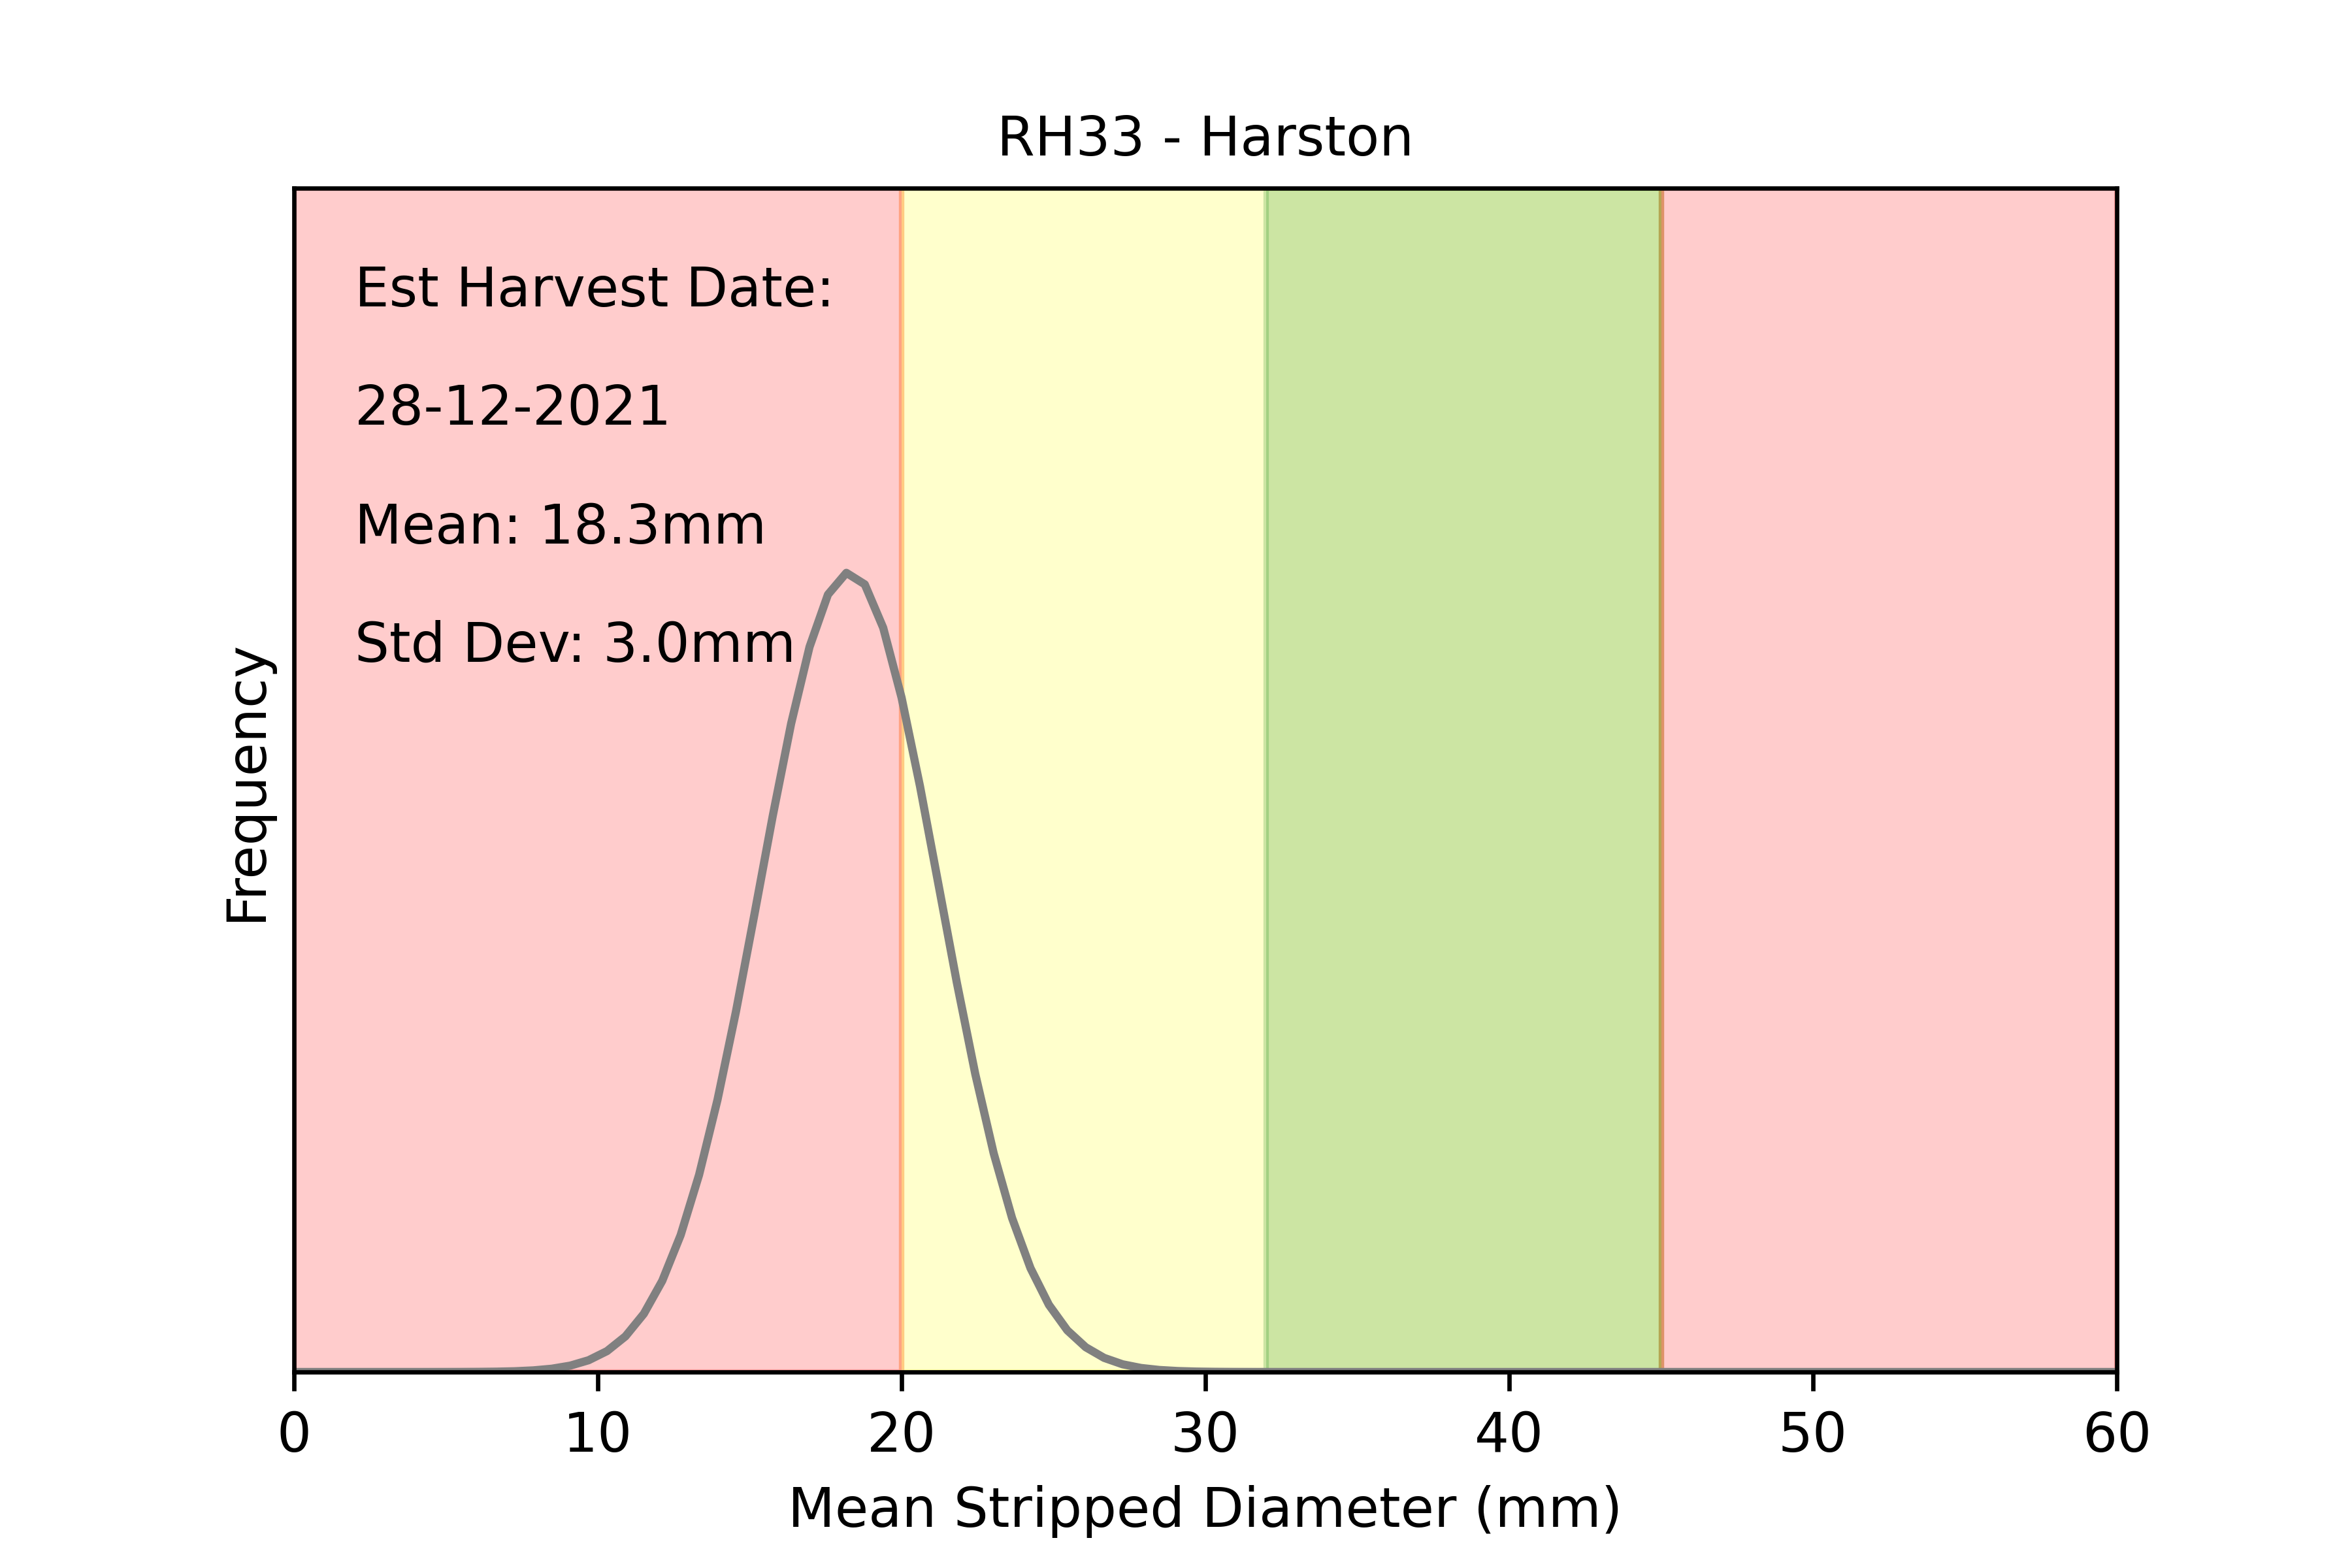 RH33 - Harston
Est Harvest Date:
28-12-2021
Mean: 18.3mm
Std Dev: 3.0mm
Frequency
0 10 20 30 40 50 60
Mean Stripped Diameter (mm)